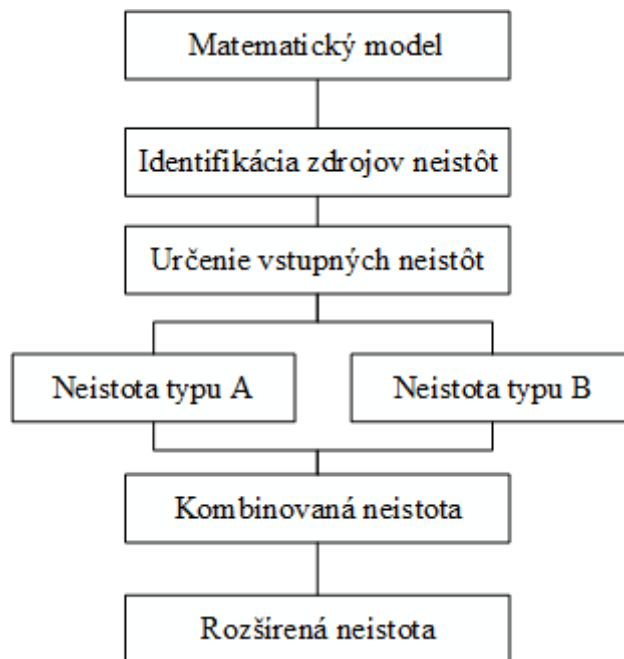 Matematický model
Identifikácia zdrojov neistôt
Určenie vstupných neistôt
Neistota typu A
Neistota typu B
Kombinovaná neistota
Rozšírená neistota